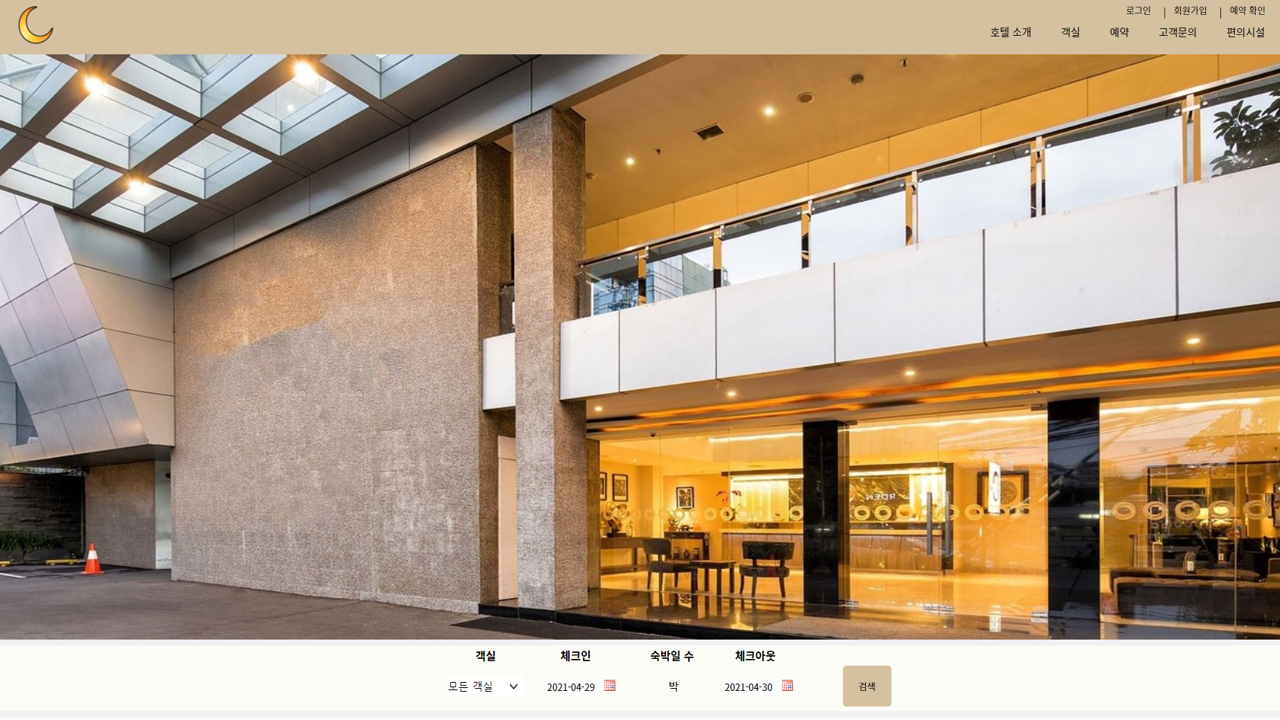 로그인 | 회원가입 | 예약 확인
호텔 소개 객실 예약 고객문의 편의시설
객실 체크인 숙박일 수 체크아웃
모든 객실 2021-04-29 박 2021-04-30 검색